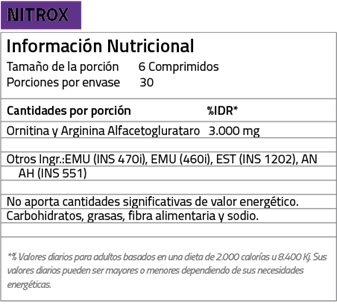 NITROX
Información Nutricional
Tamaño de la porción 6 Comprimidos
Porciones por envase 30
Cantidades por porción %IDR*
Ornitina y Arginina Alfacetoglurataro 3.000 mg
Otros Ingr.:EMU (INS 470i), EMU (460i), EST (INS 1202), AN
AH (INS 551)
No aporta cantidades significativas de valor energético.
Carbohidratos, grasas, fibra alimentaria y sodio.
*% Valores diarios para adultos basados en una dieta de 2.000 calorías u 8.400 Kj. Sus
valores diarios pueden ser mayores o menores dependiendo de sus necesidades
energéticas.